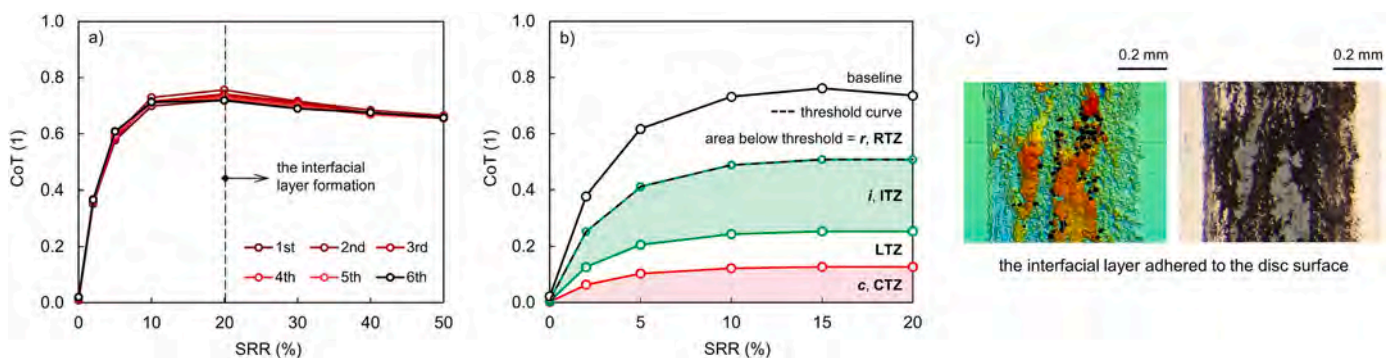 a)
1.0
0.8
0.6
0.4
0.2
0.0
CoT (1)
the interfacial
layer formation
1st 2nd 3rd
4th 5th 6th
0 10 20 30 40 50
SRR (%)
b)
1.0
0.8
0.6
0.4
0.2
0.0
CoT (1)
baseline
threshold curve
area below threshold = r, RTZ
i, ITZ
LTZ
c, CTZ
0 5 10 15 20
SRR (%)
c)
0.2 mm 0.2 mm
the interfacial layer adhered to the disc surface